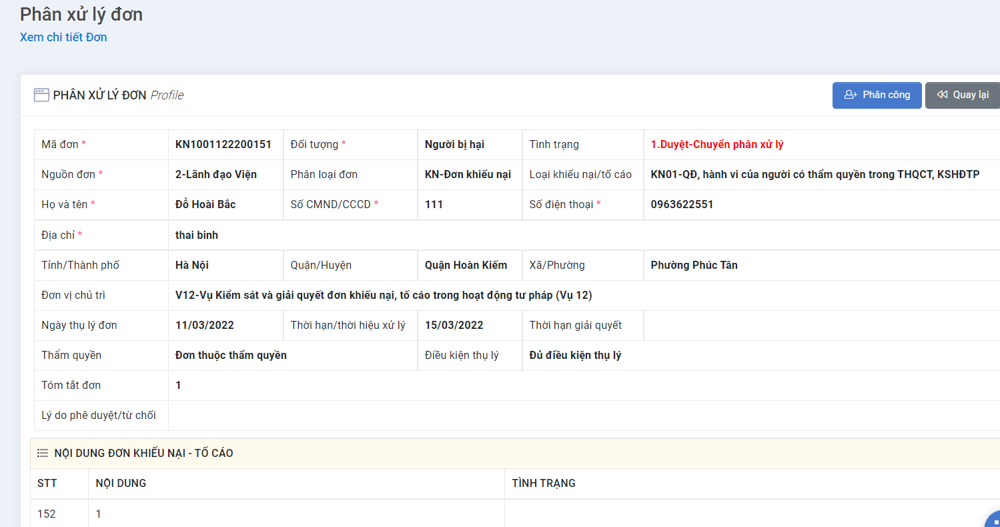 Phân xử lý đơn
Xem chi tiết Đơn
PHÂN XỬ LÝ ĐƠN Profile
Phân công
Quay lại
Mã đơn * KN1001122200151 Đối tượng * Người bị hại Tình trạng 1.Duyệt-Chuyển phân xử lý
Nguồn đơn * 2-Lãnh đạo Viện Phân loại đơn KN-Đơn khiếu nại Loại khiếu nại/tố cáo KN01-QĐ, hành vi của người có thẩm quyền trong THQCT, KSHĐTP
Họ và tên * Đỗ Hoài Bắc Số CMND/CCCD * 111 Số điện thoại * 0963622551
Địa chỉ * thai binh
Tỉnh/Thành phố Hà Nội Quận/Huyện Quận Hoàn Kiếm Xã/Phường Phường Phúc Tân
Đơn vị chủ trì V12-Vụ Kiểm sát và giải quyết đơn khiếu nại, tố cáo trong hoạt động tư pháp (Vụ 12)
Ngày thụ lý đơn 11/03/2022 Thời hạn/thời hiệu xử lý 15/03/2022 Thời hạn giải quyết
Thẩm quyền Đơn thuộc thẩm quyền Điều kiện thụ lý Đủ điều kiện thụ lý
Tóm tắt đơn 1
Lý do phê duyệt/từ chối
NỘI DUNG ĐƠN KHIẾU NẠI - TỐ CÁO
STT NỘI DUNG TÌNH TRẠNG
152 1